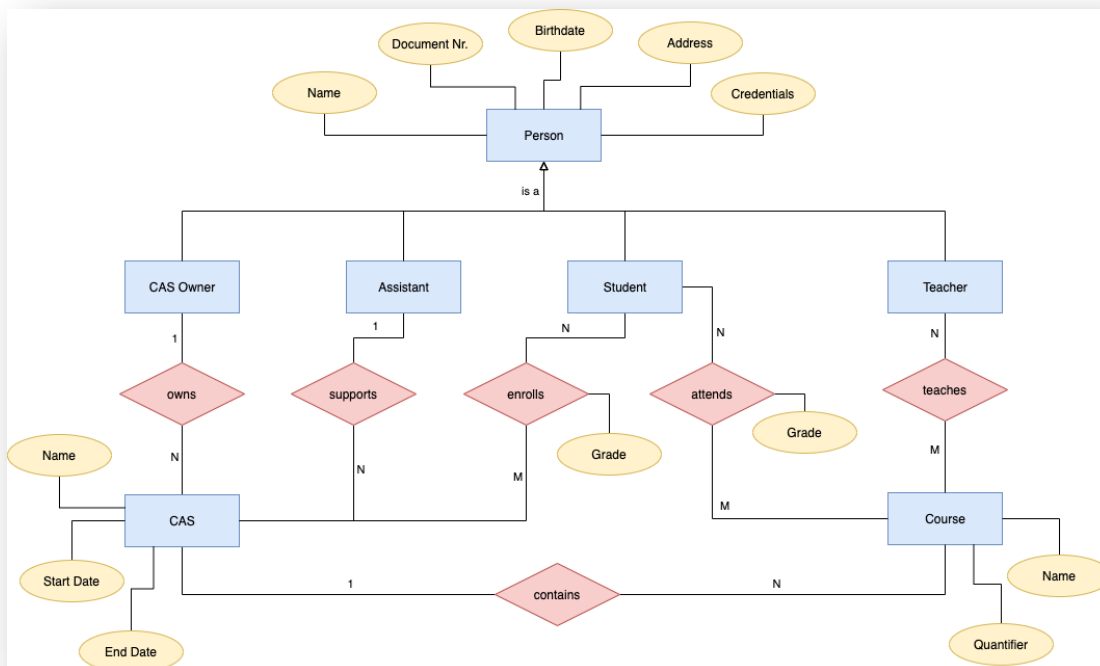 Birthdate
Document Nr.
Address
Name
Credentials
Person
is a
CAS Owner
Assistant
Student
Teacher
1
1
N
N
N
owns
supports
enrolls
attends
teaches
Grade
Grade
Name
N
N
M
M
M
CAS
Course
Start Date
Name
1
contains
N
End Date
Quantifier